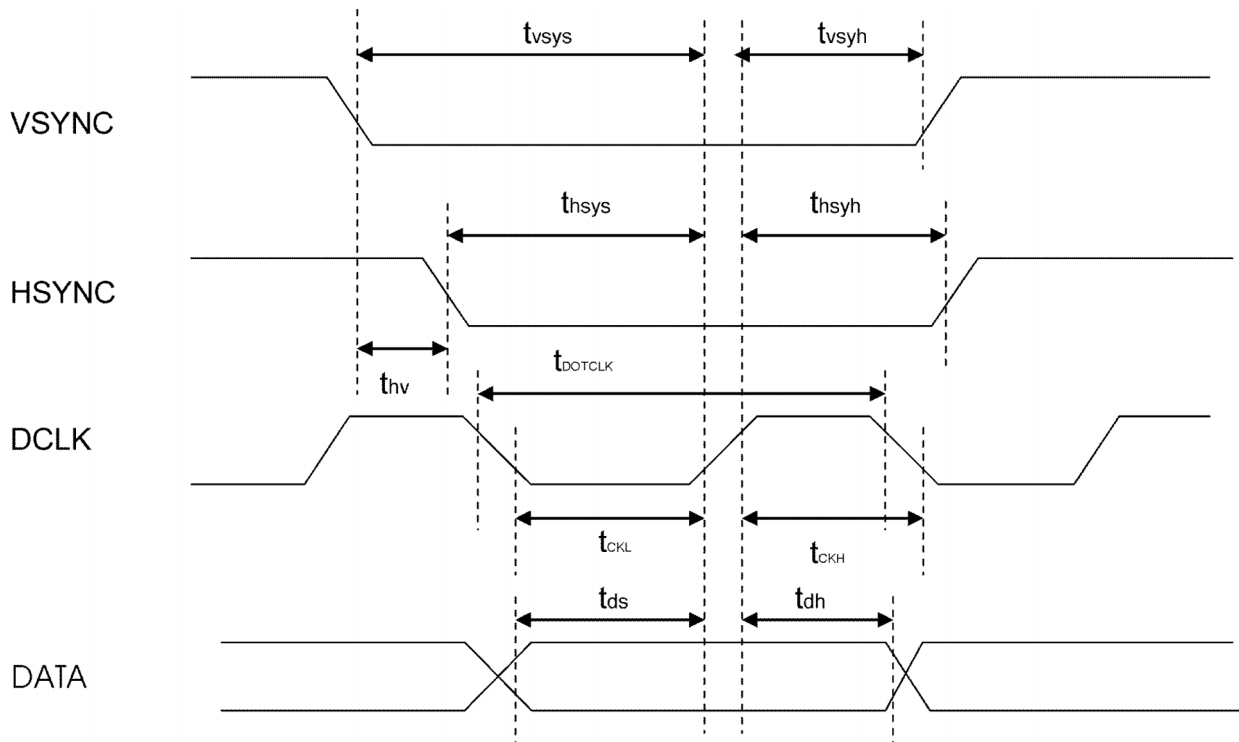 tvsys tvsyh
VSYNC
thsys thsyh
HSYNC
tDOTCLK
thv
DCLK
tCKL tCKH
tds tdh
DATA